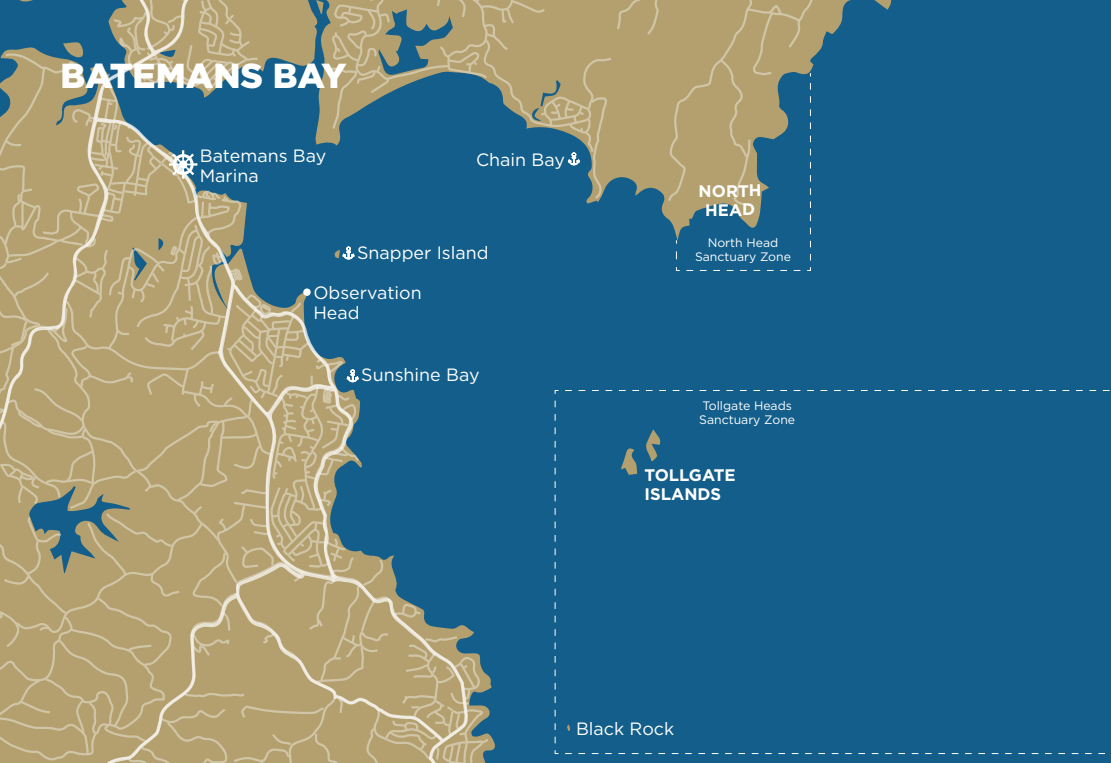 BATEMANS BAY
Batemans Bay
Marina
Chain Bay
NORTH
HEAD
North Head
Sanctuary Zone
Snapper Island
Observation
Head
Sunshine Bay
Tollgate Heads
Sanctuary Zone
TOLLGATE
ISLANDS
Black Rock